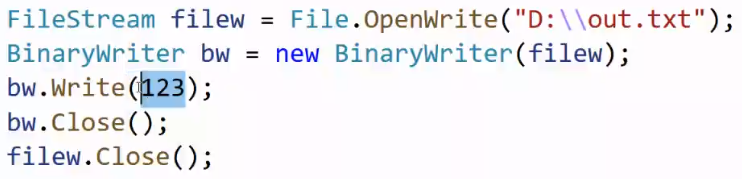 FileStream filew = File.OpenWrite("D:\\out.txt");
BinaryWriter bw = new BinaryWriter(filew);
bw.Write(123);
bw.Close();
filew.Close();